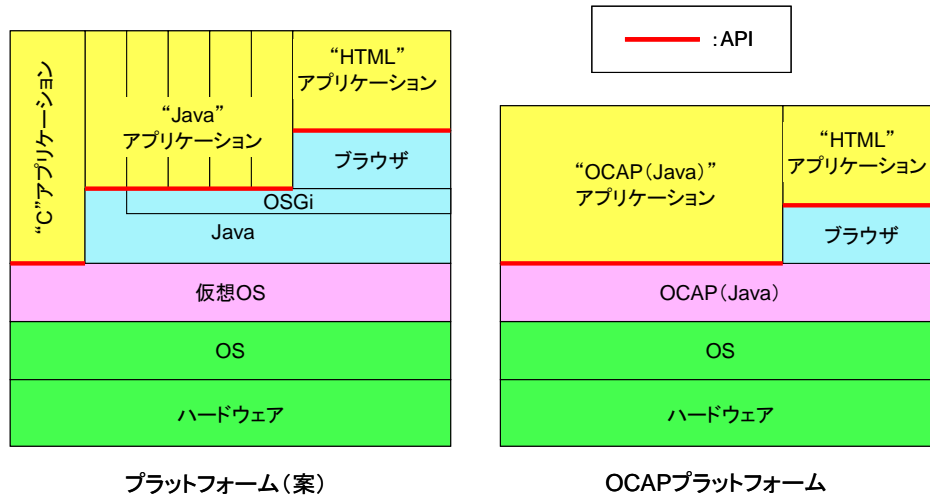 :API
“C”アプリケーション
“Java”
アプリケーション
“HTML”
アプリケーション
ブラウザ
OSGi
Java
仮想OS
OS
ハードウェア
プラットフォーム（案）
“OCAP（Java）”
アプリケーション
“HTML”
アプリケーション
ブラウザ
OCAP（Java）
OS
ハードウェア
OCAPプラットフォーム